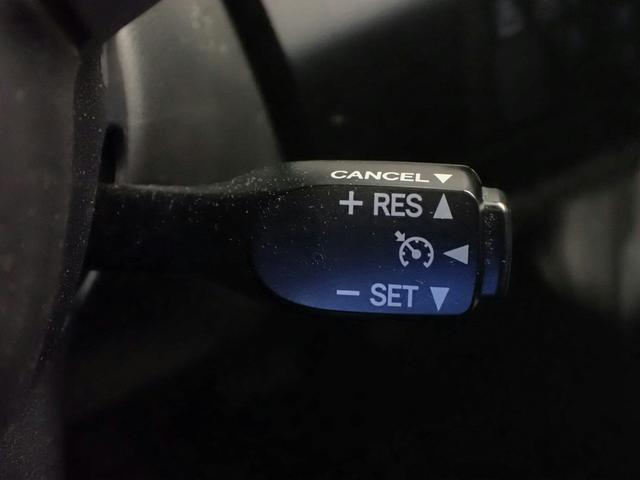 CANCEL ▼
+ RES ▲
◀
− SET ▼